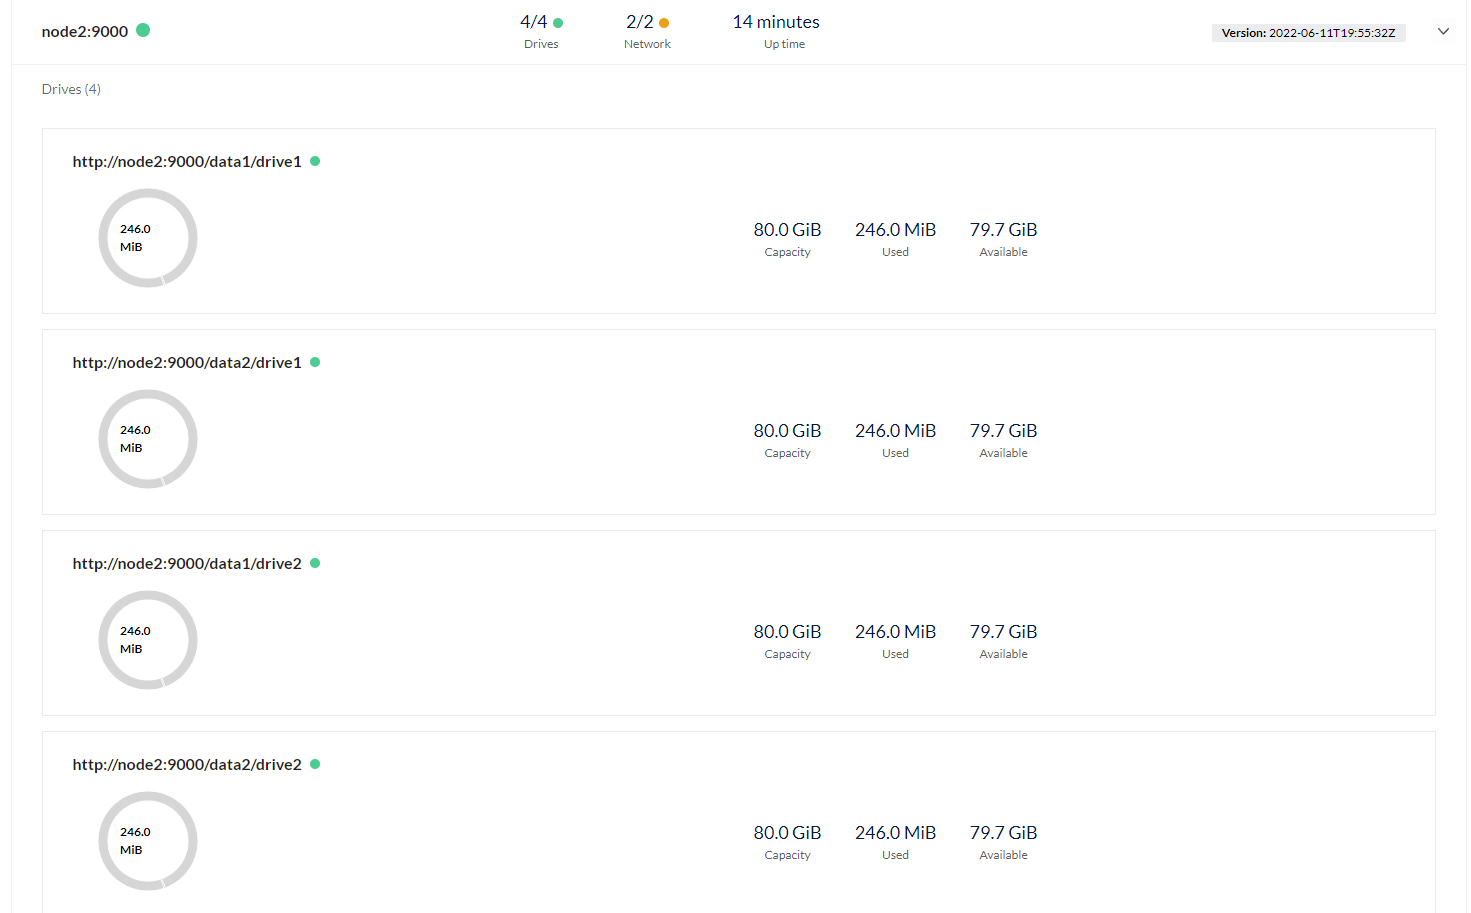 node2:9000
4/4
Drives
2/2
Network
14 minutes
Up time
Version: 2022-06-11T19:55:32Z
Drives (4)
http://node2:9000/data1/drive1
246.0
MiB
80.0 GiB
Capacity
246.0 MiB
Used
79.7 GiB
Available
http://node2:9000/data2/drive1
246.0
MiB
80.0 GiB
Capacity
246.0 MiB
Used
79.7 GiB
Available
http://node2:9000/data1/drive2
246.0
MiB
80.0 GiB
Capacity
246.0 MiB
Used
79.7 GiB
Available
http://node2:9000/data2/drive2
246.0
MiB
80.0 GiB
Capacity
246.0 MiB
Used
79.7 GiB
Available